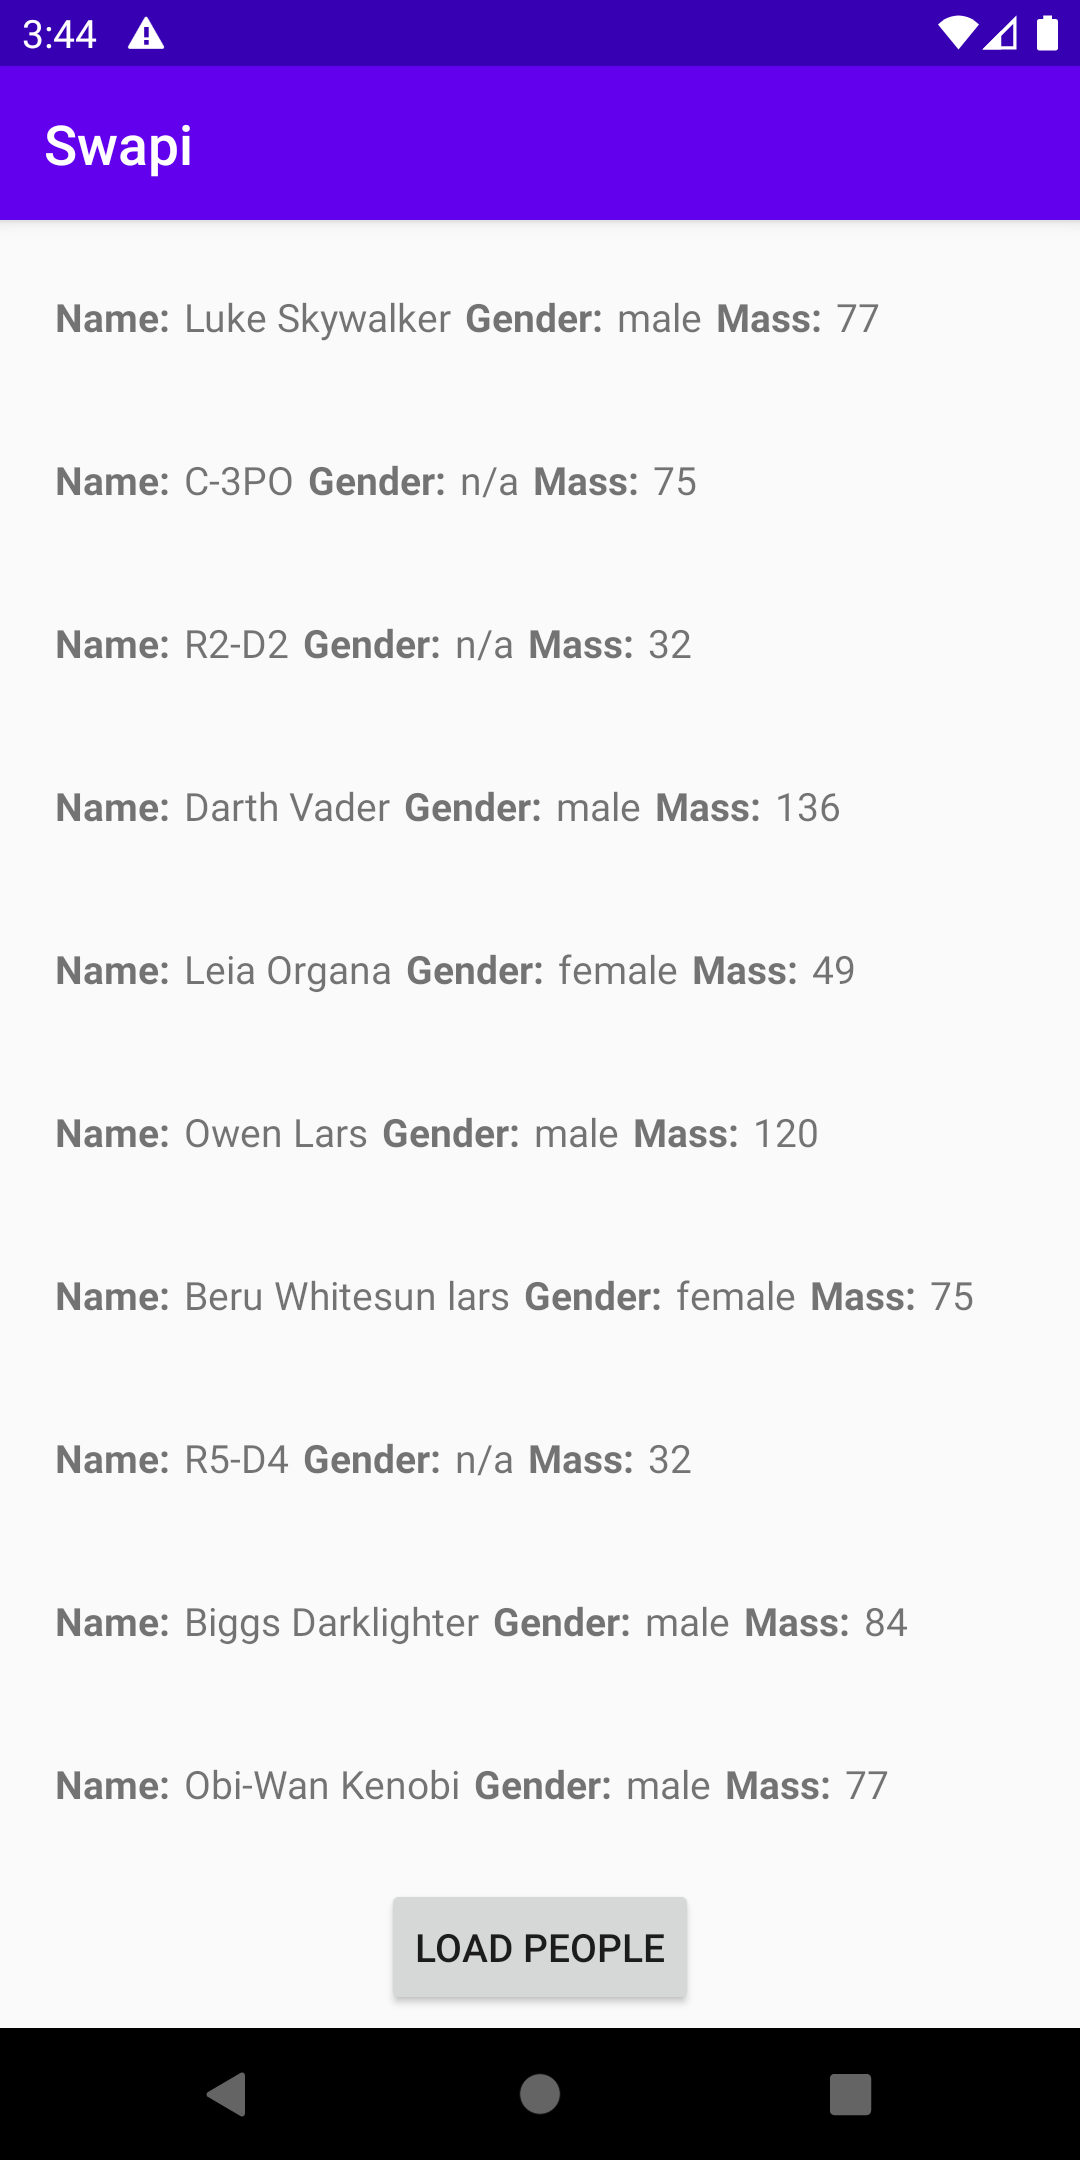 3:44
Swapi
Name: Luke Skywalker Gender: male Mass: 77
Name: C-3PO Gender: n/a Mass: 75
Name: R2-D2 Gender: n/a Mass: 32
Name: Darth Vader Gender: male Mass: 136
Name: Leia Organa Gender: female Mass: 49
Name: Owen Lars Gender: male Mass: 120
Name: Beru Whitesun lars Gender: female Mass: 75
Name: R5-D4 Gender: n/a Mass: 32
Name: Biggs Darklighter Gender: male Mass: 84
Name: Obi-Wan Kenobi Gender: male Mass: 77
LOAD PEOPLE